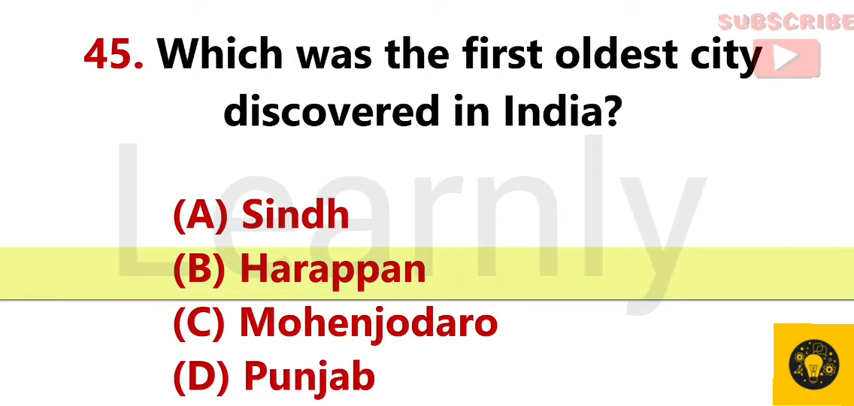 SUBSCRIBE
45. Which was the first oldest city
discovered in India?
Learnly
(A) Sindh
(B) Harappan
(C) Mohenjodaro
(D) Punjab